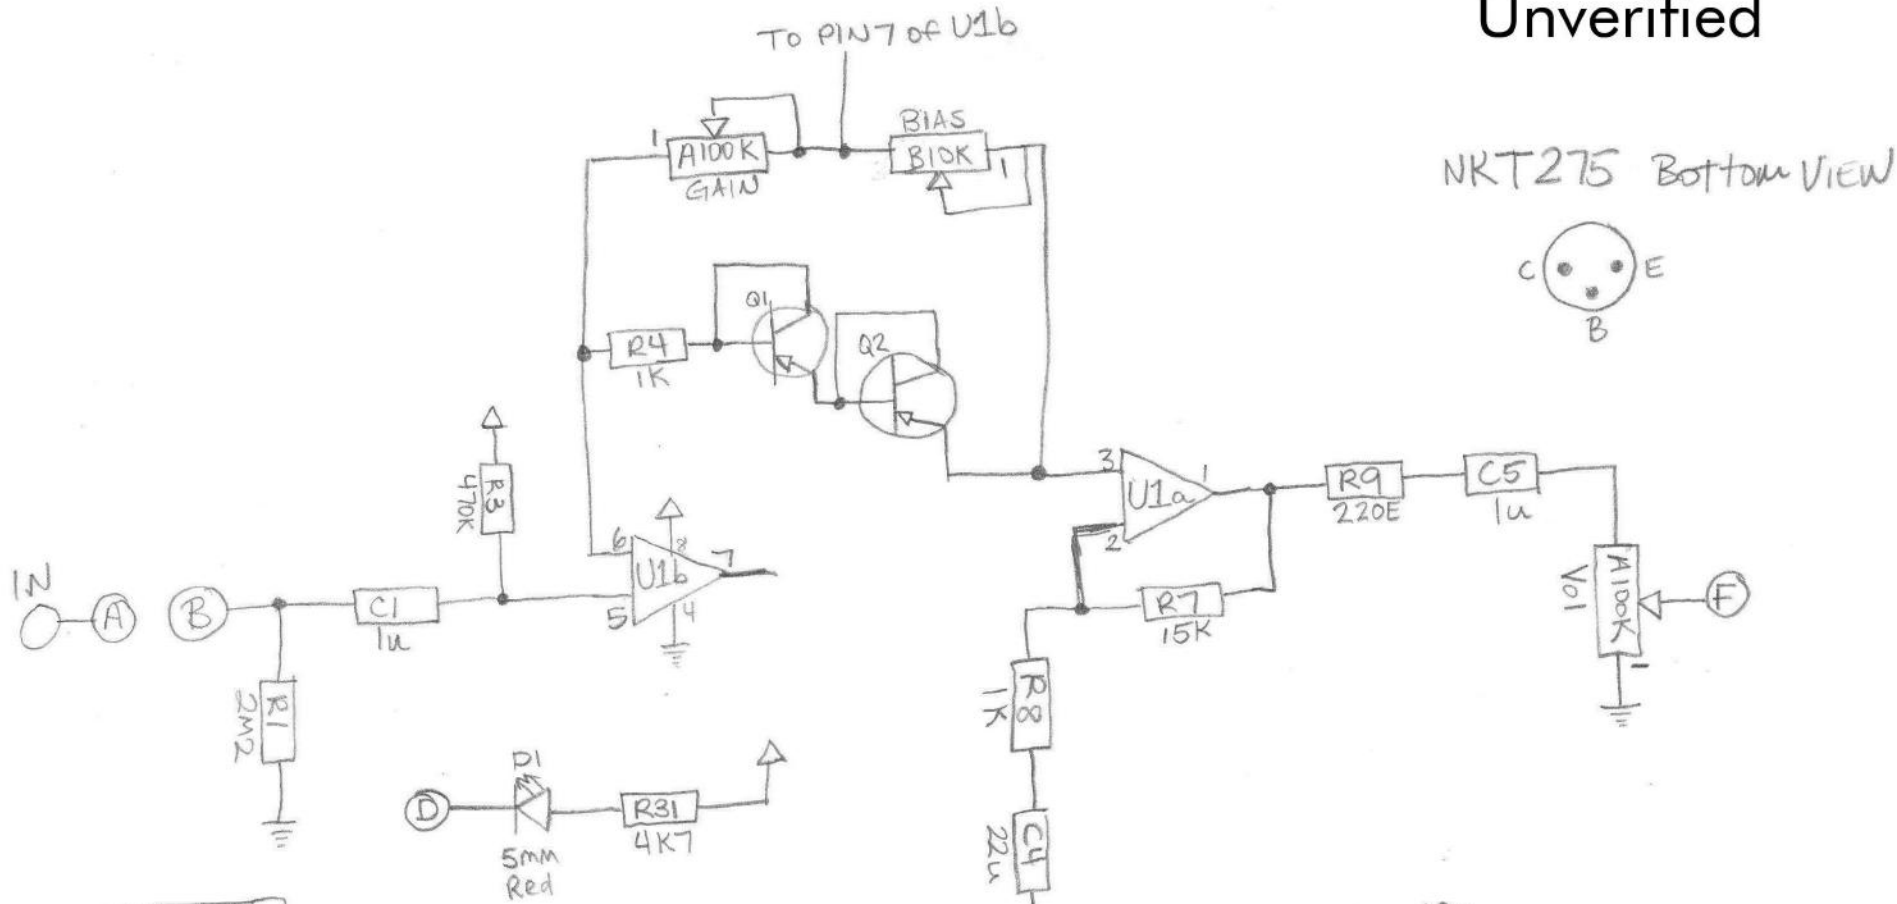 Unverified
TO PIN7 of U1b
BIAS
1
A100K
B10K
1
GAIN
NKT275 Bottom VIEW
C
E
B
Q1
R4
1K
Q2
R3
470K
3
U1a
1
2
R9
220E
C5
1u
6
8
7
U1b
5
4
IN
A
B
C1
1u
R7
15K
A100K
Vol
F
1
R1
2M2
R8
1K
D1
D
R31
4K7
5mm
Red
C4
22u